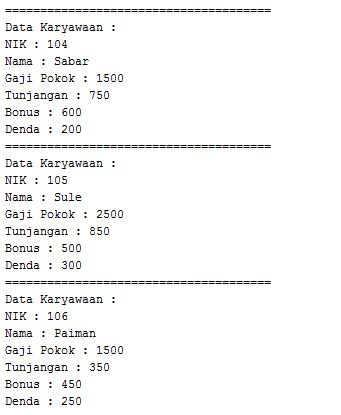 ======================================
Data Karyawaan :
NIK : 104
Nama : Sabar
Gaji Pokok : 1500
Tunjangan : 750
Bonus : 600
Denda : 200
======================================
Data Karyawaan :
NIK : 105
Nama : Sule
Gaji Pokok : 2500
Tunjangan : 850
Bonus : 500
Denda : 300
======================================
Data Karyawaan :
NIK : 106
Nama : Paiman
Gaji Pokok : 1500
Tunjangan : 350
Bonus : 450
Denda : 250